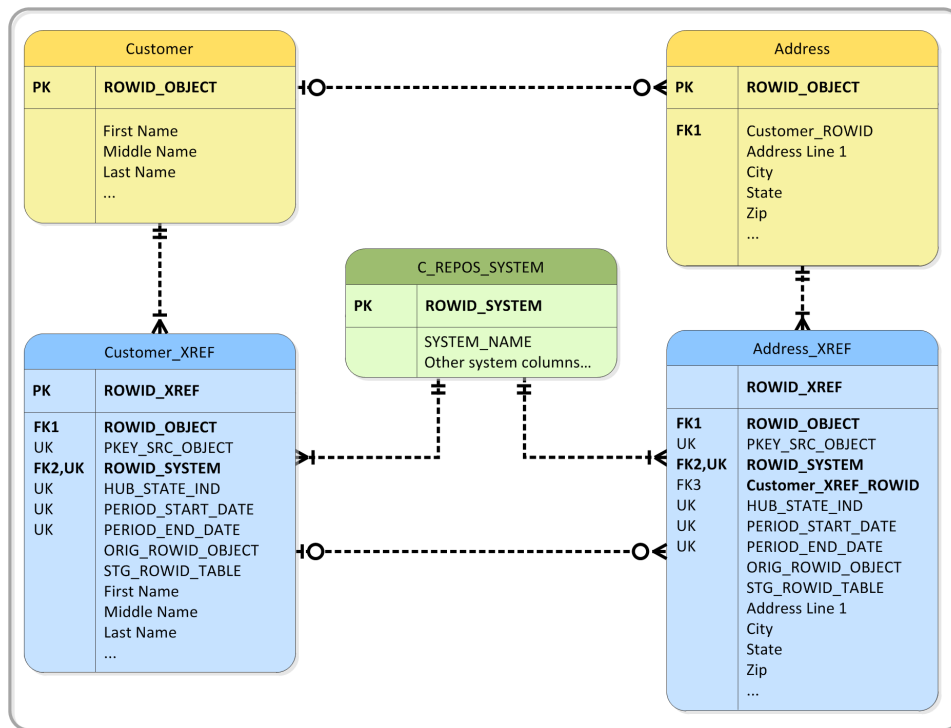 Customer
PK ROWID_OBJECT
First Name
Middle Name
Last Name
...
Address
PK ROWID_OBJECT
FK1 Customer_ROWID
Address Line 1
City
State
Zip
...
C_REPOS_SYSTEM
PK ROWID_SYSTEM
SYSTEM_NAME
Other system columns...
Customer_XREF
PK ROWID_XREF
FK1 ROWID_OBJECT
UK PKEY_SRC_OBJECT
FK2,UK ROWID_SYSTEM
UK HUB_STATE_IND
UK PERIOD_START_DATE
UK PERIOD_END_DATE
ORIG_ROWID_OBJECT
STG_ROWID_TABLE
First Name
Middle Name
Last Name
...
Address_XREF
ROWID_XREF
FK1 ROWID_OBJECT
UK PKEY_SRC_OBJECT
FK2,UK ROWID_SYSTEM
FK3 Customer_XREF_ROWID
UK HUB_STATE_IND
UK PERIOD_START_DATE
UK PERIOD_END_DATE
ORIG_ROWID_OBJECT
STG_ROWID_TABLE
Address Line 1
City
State
Zip
...